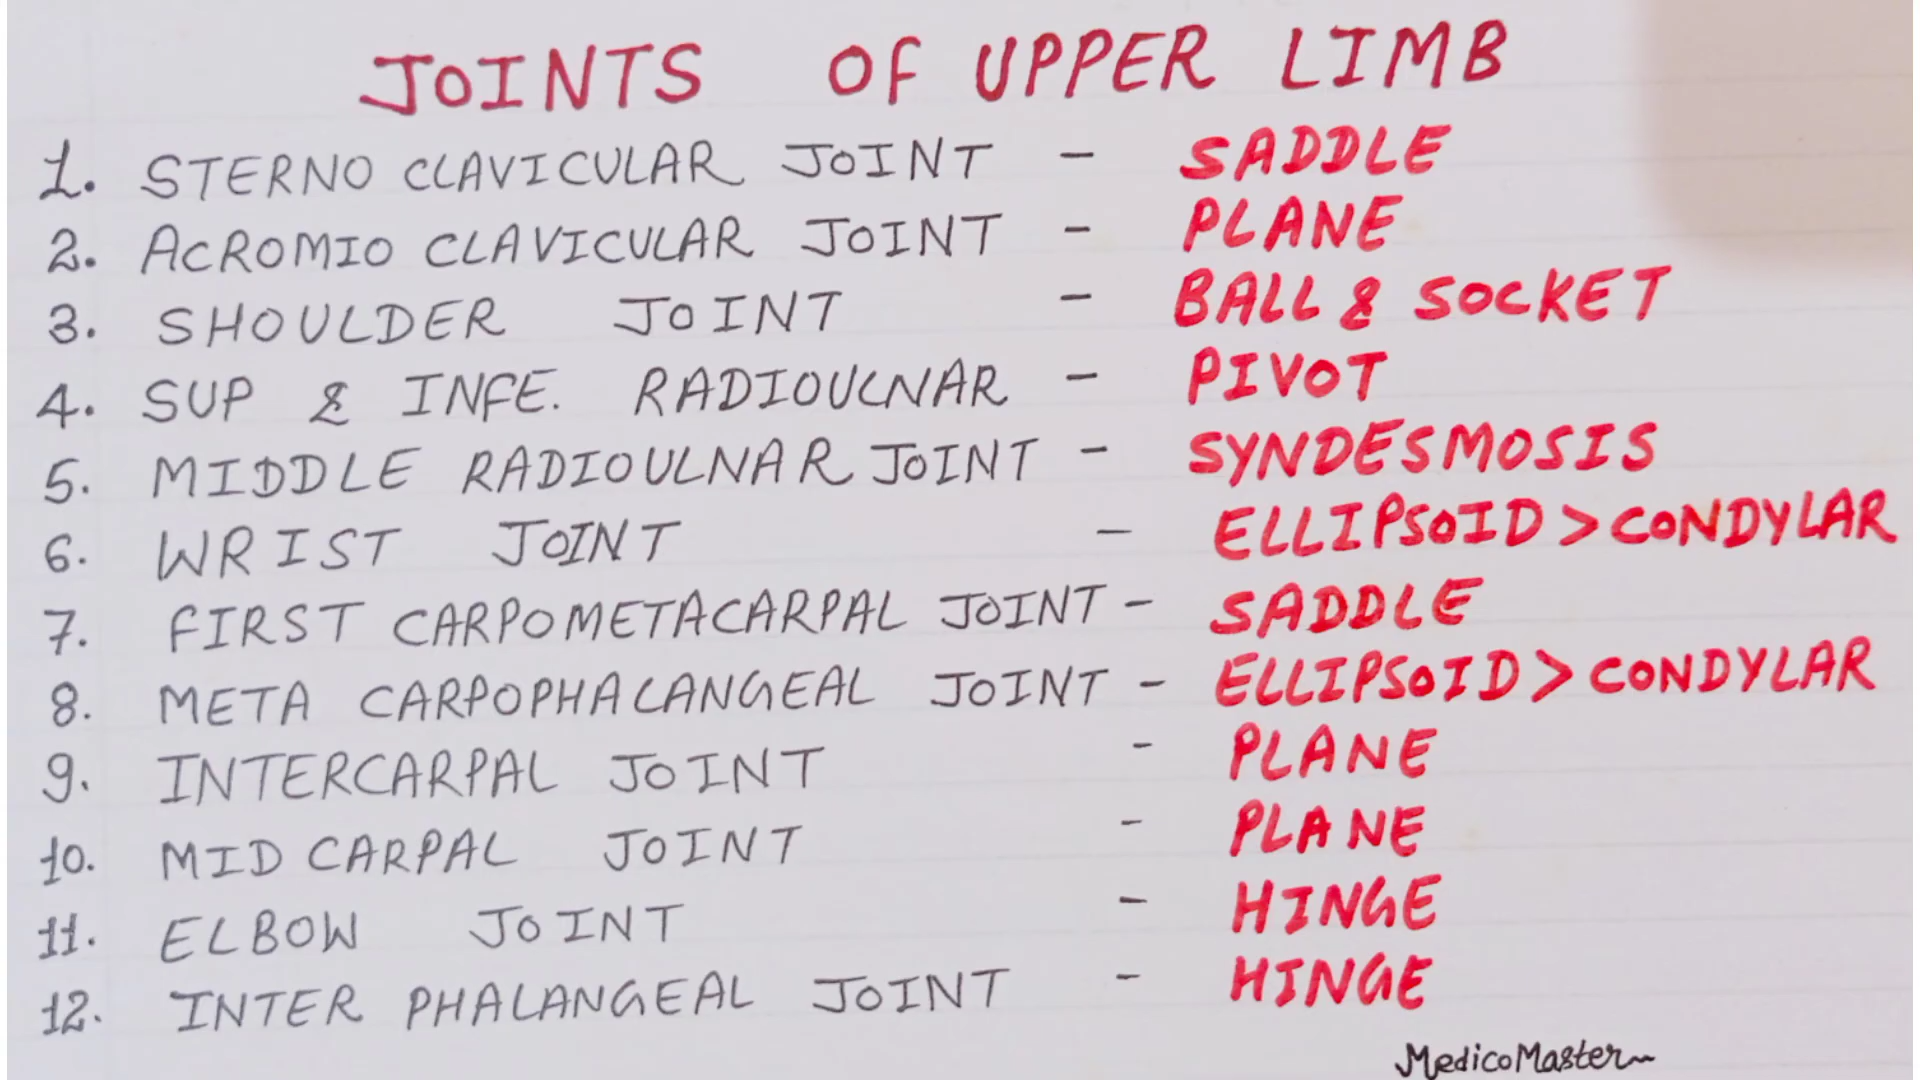 JOINTS OF UPPER LIMB
1. STERNO CLAVICULAR JOINT - SADDLE
2. ACROMIO CLAVICULAR JOINT - PLANE
3. SHOULDER JOINT - BALL & SOCKET
4. SUP & INFE. RADIOULNAR - PIVOT
5. MIDDLE RADIOULNAR JOINT - SYNDESMOSIS
6. WRIST JOINT - ELLIPSOID > CONDYLAR
7. FIRST CARPOMETACARPAL JOINT - SADDLE
8. META CARPOPHALANGEAL JOINT - ELLIPSOID > CONDYLAR
9. INTERCARPAL JOINT - PLANE
10. MID CARPAL JOINT - PLANE
11. ELBOW JOINT - HINGE
12. INTER PHALANGEAL JOINT - HINGE
MedicoMaster